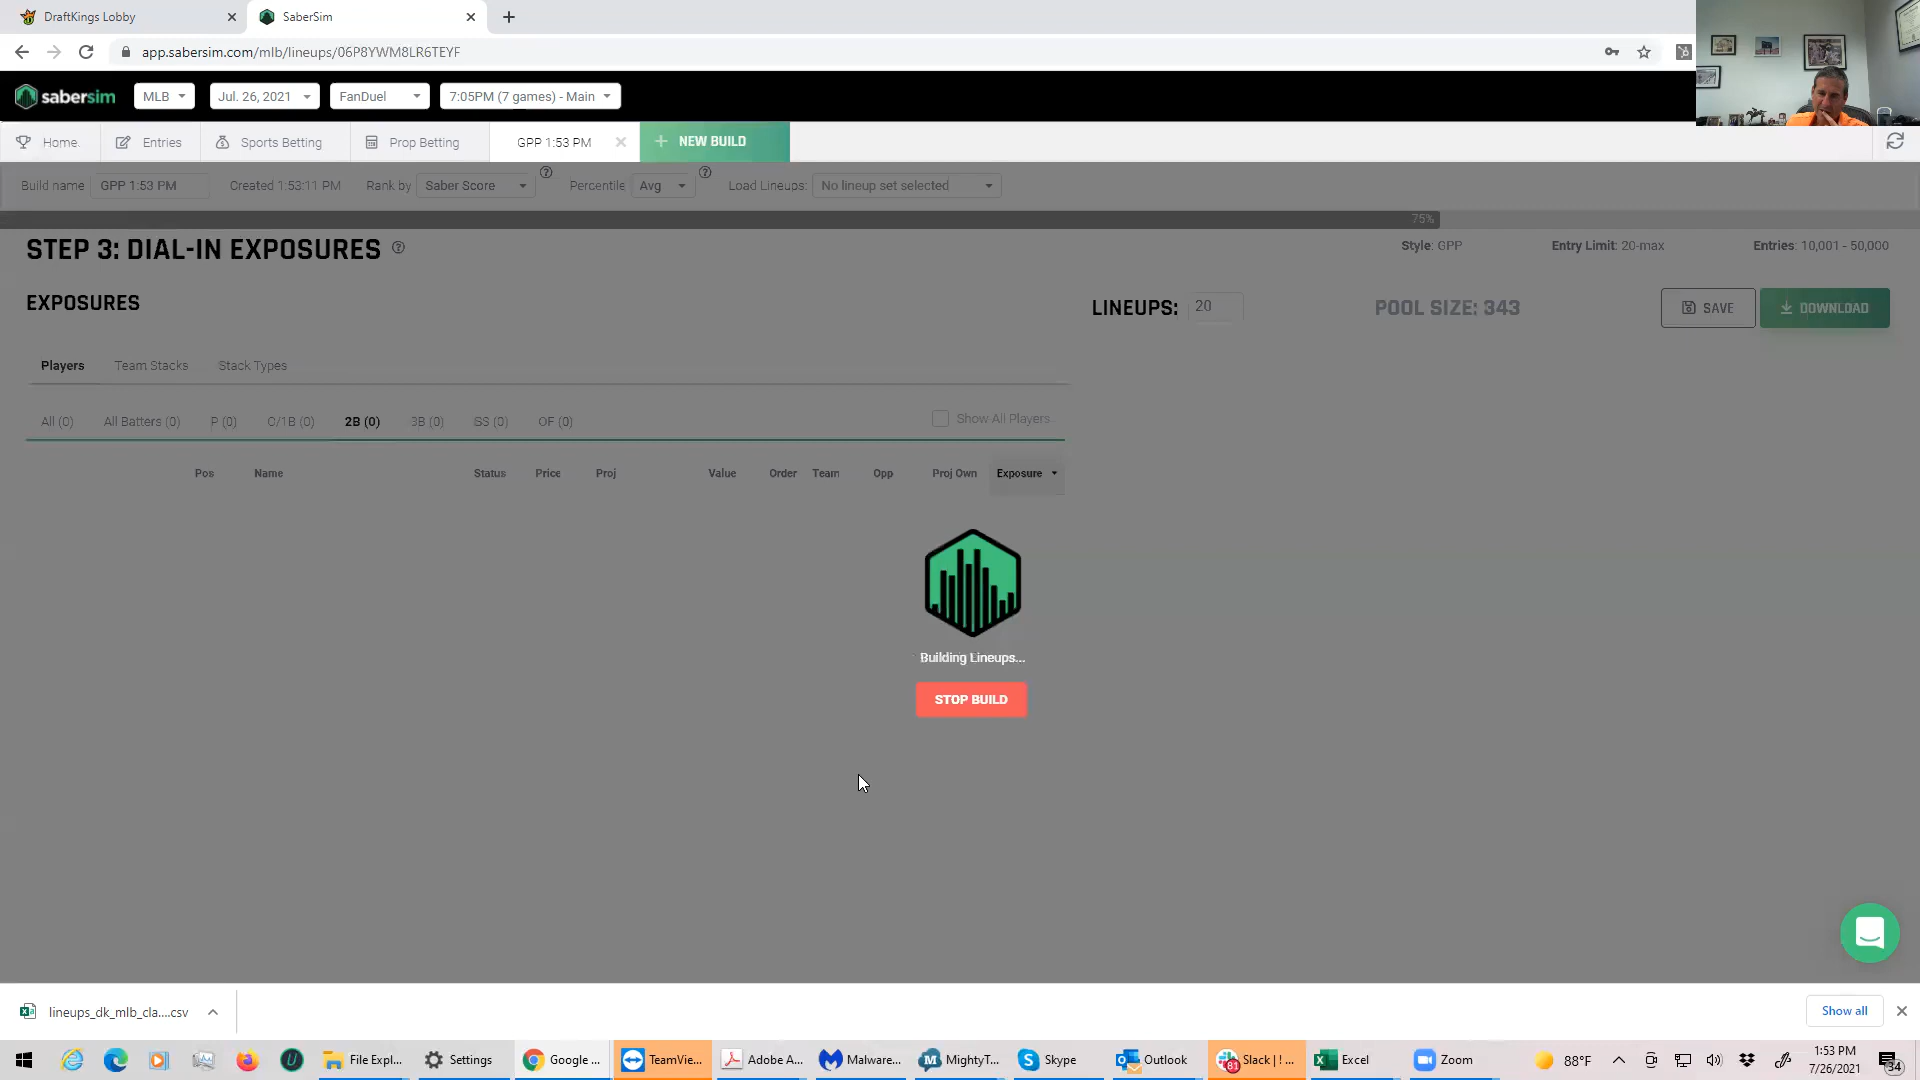 DraftKings Lobby
SaberSim
app.sabersim.com/mlb/lineups/06P8YWM8LR6TEYF
sabersim
MLB
Jul. 26, 2021
FanDuel
7:05PM (7 games) - Main
Home
Entries
Sports Betting
Prop Betting
GPP 1:53 PM
NEW BUILD
Build name
GPP 1:53 PM
Created 1:53:11 PM
Rank by
Saber Score
Percentile
Avg
Load Lineups:
No lineup set selected
75%
STEP 3: DIAL-IN EXPOSURES
Style: GPP
Entry Limit: 20-max
Entries: 10,001 - 50,000
EXPOSURES
LINEUPS:
20
POOL SIZE: 343
SAVE
DOWNLOAD
Players
Team Stacks
Stack Types
All (0)
All Batters (0)
P (0)
C/1B (0)
2B (0)
3B (0)
SS (0)
OF (0)
Show All Players
Pos
Name
Status
Price
Proj
Value
Order
Team
Opp
Proj Own
Exposure
Building Lineups...
STOP BUILD
lineups_dk_mlb_cla....csv
Show all
File Expl...
Settings
Google ...
TeamVie...
Adobe A...
Malware...
MightyT...
Skype
Outlook
81
Slack | ! ...
Excel
Zoom
88°F
1:53 PM
7/26/2021
34